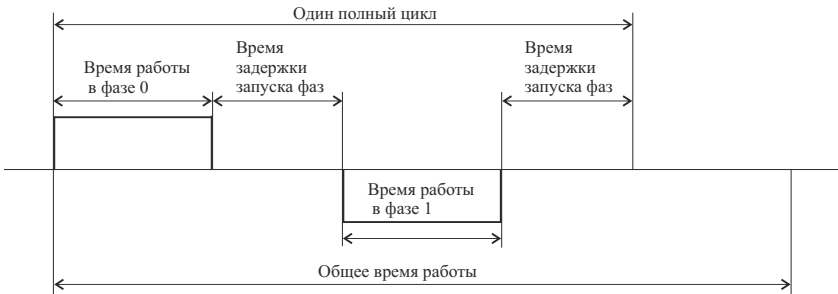 Один полный цикл
Время работы
в фазе 0
Время
задержки
запуска фаз
Время
задержки
запуска фаз
Время работы
в фазе 1
Общее время работы